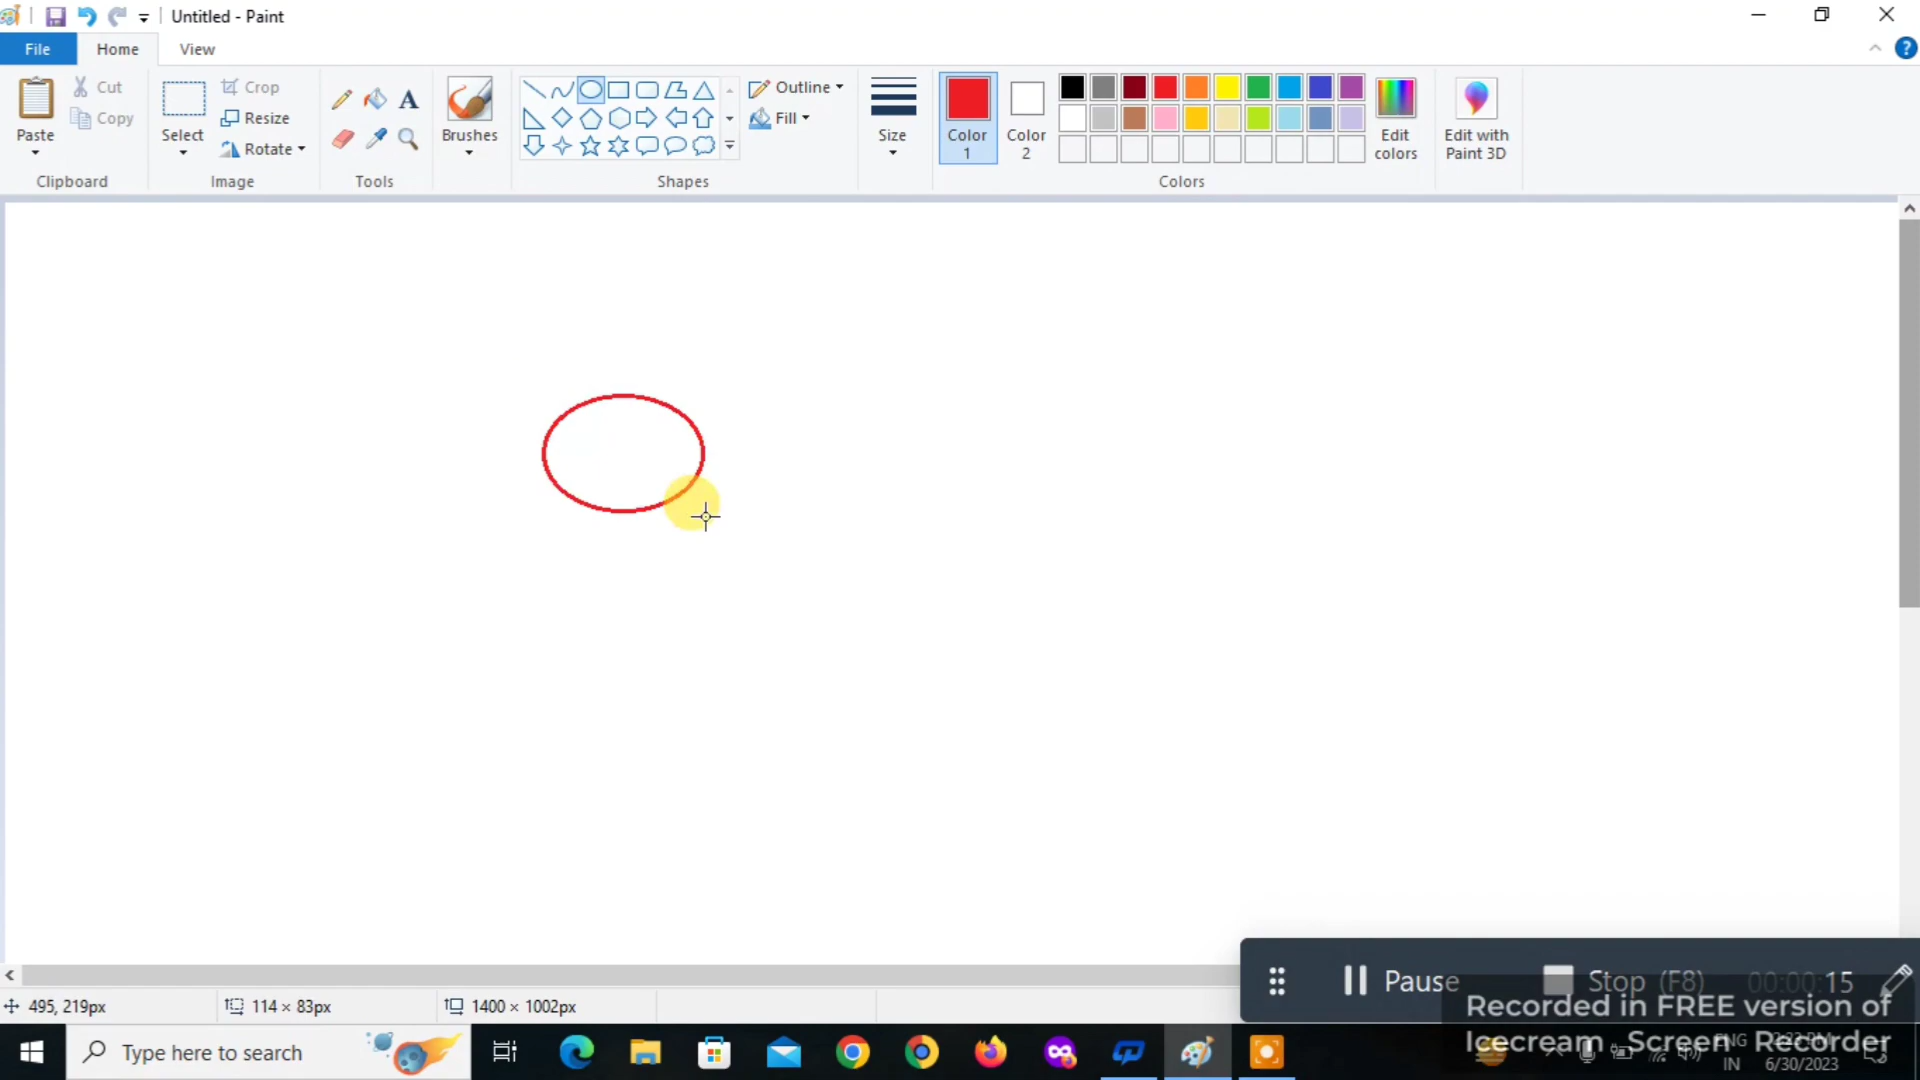 Untitled - Paint
File
Home
View
Paste
Cut
Copy
Clipboard
Select
Crop
Resize
Rotate
Image
A
Tools
Brushes
Outline
Fill
Shapes
Size
Color
1
Color
2
Edit
colors
Colors
Edit with
Paint 3D
?
495, 219px
114 × 83px
1400 × 1002px
Pause
Stop (F8)
00:00:15
Recorded in FREE version of
Icecream Screen Recorder
Type here to search
ENG
IN
6/30/2023